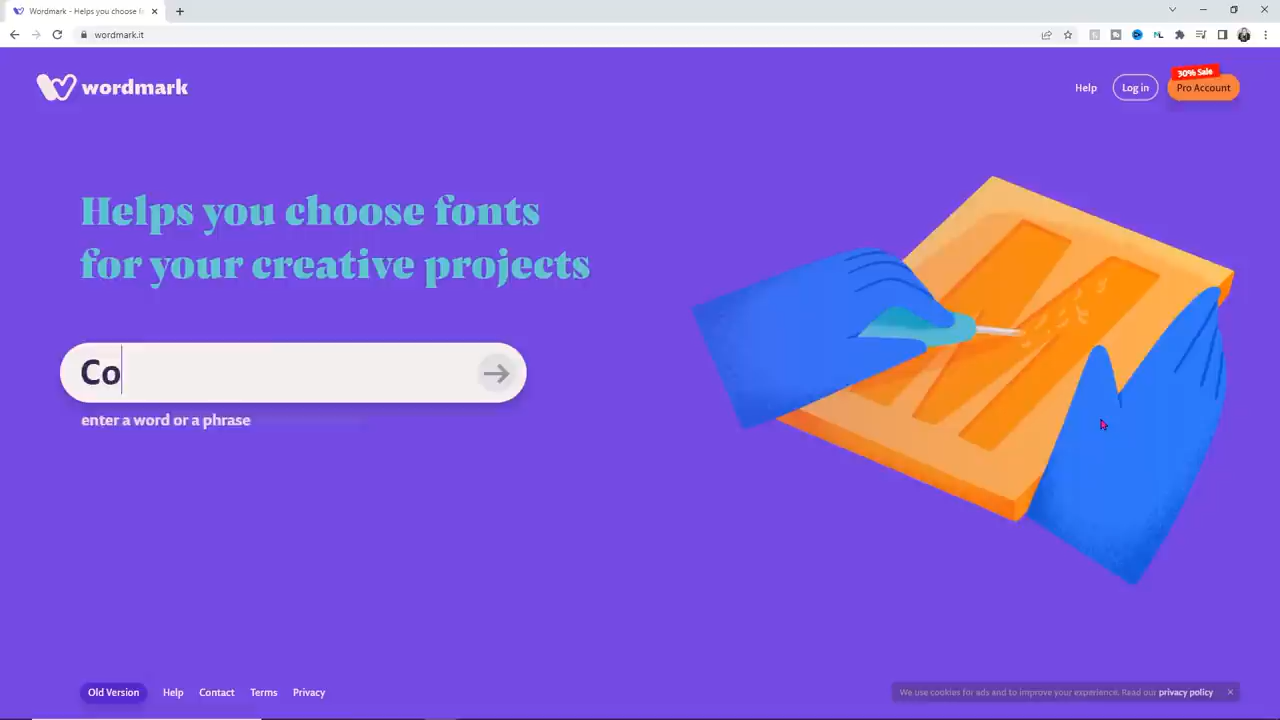 Wordmark - Helps you choose f
wordmark.it
wordmark
Help
Log in
30% Sale
Pro Account
Helps you choose fonts
for your creative projects
Co
enter a word or a phrase
Old Version
Help
Contact
Terms
Privacy
We use cookies for ads and to improve your experience. Read our privacy policy